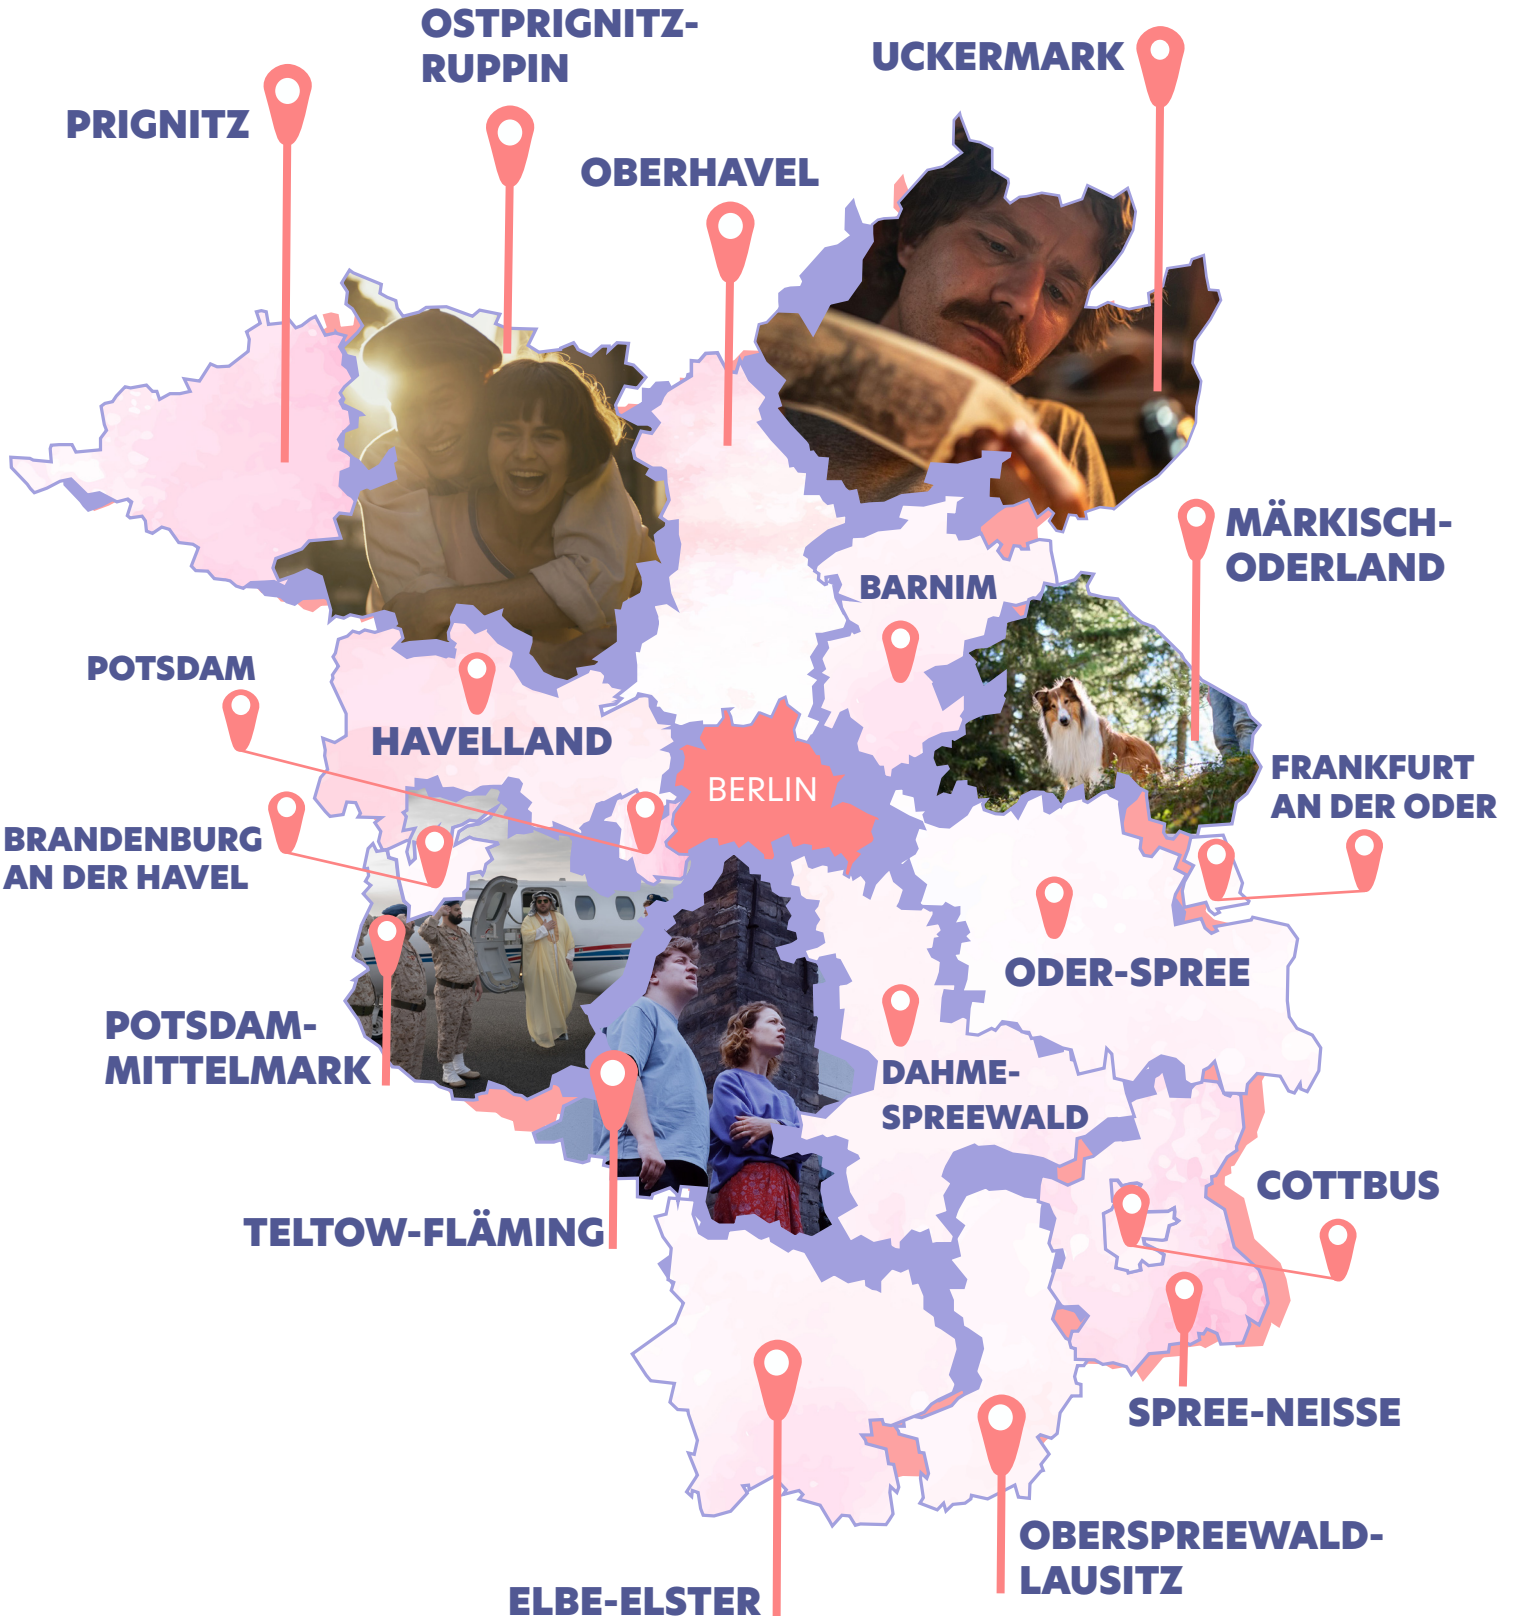 OSTPRIGNITZ-
RUPPIN
UCKERMARK
PRIGNITZ
OBERHAVEL
MÄRKISCH-
ODERLAND
BARNIM
POTSDAM
HAVELLAND
BERLIN
FRANKFURT
AN DER ODER
BRANDENBURG
AN DER HAVEL
ODER-SPREE
POTSDAM-
MITTELMARK
DAHME-
SPREEWALD
COTTBUS
TELTOW-FLÄMING
SPREE-NEISSE
OBERSPREEWALD-
LAUSITZ
ELBE-ELSTER